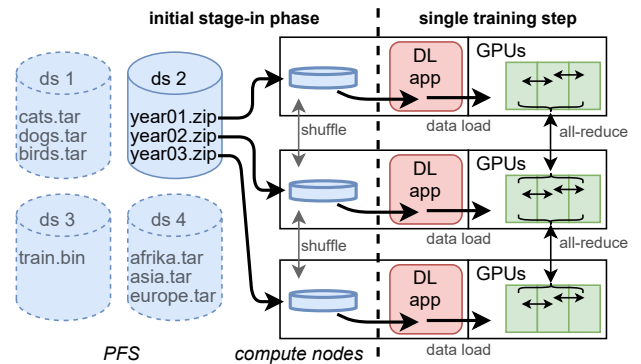 initial stage-in phase
single training step
ds 1
cats.tar
dogs.tar
birds.tar
ds 2
year01.zip
year02.zip
year03.zip
ds 3
train.bin
ds 4
afrika.tar
asia.tar
europe.tar
PFS
compute nodes
shuffle
shuffle
DL
app
GPUs
data load
all-reduce
DL
app
GPUs
data load
all-reduce
DL
app
GPUs
data load